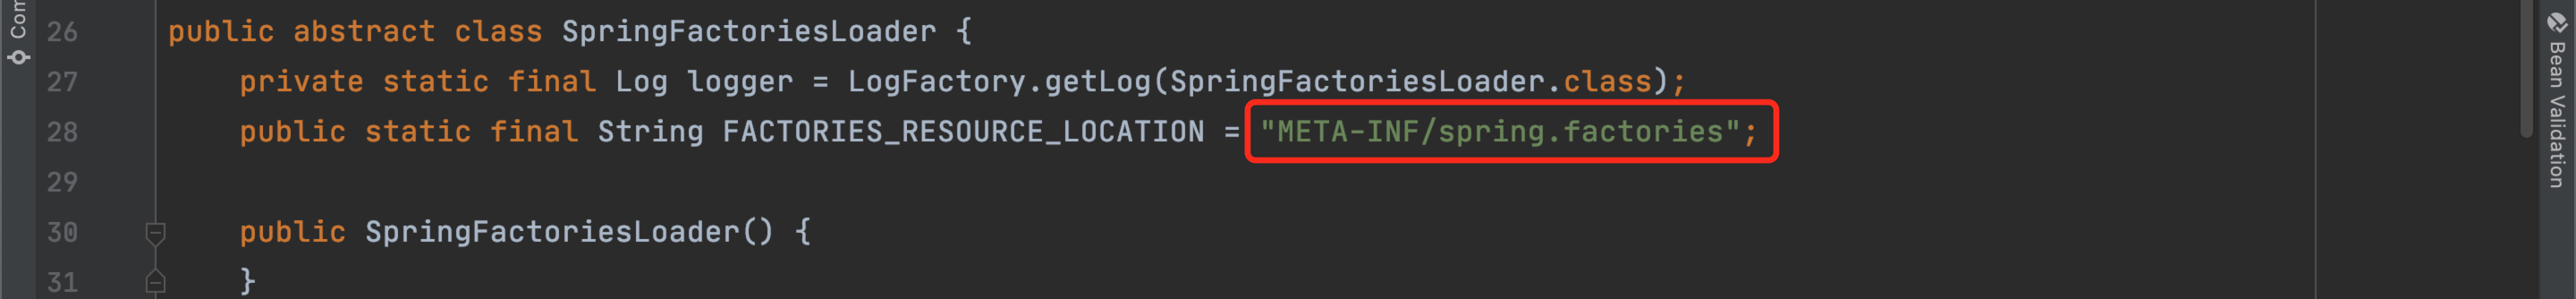 Com
26 public abstract class SpringFactoriesLoader {
27 private static final Log logger = LogFactory.getLog(SpringFactoriesLoader.class);
28 public static final String FACTORIES_RESOURCE_LOCATION = "META-INF/spring.factories";
29
30 public SpringFactoriesLoader() {
31 }
Bean Validation